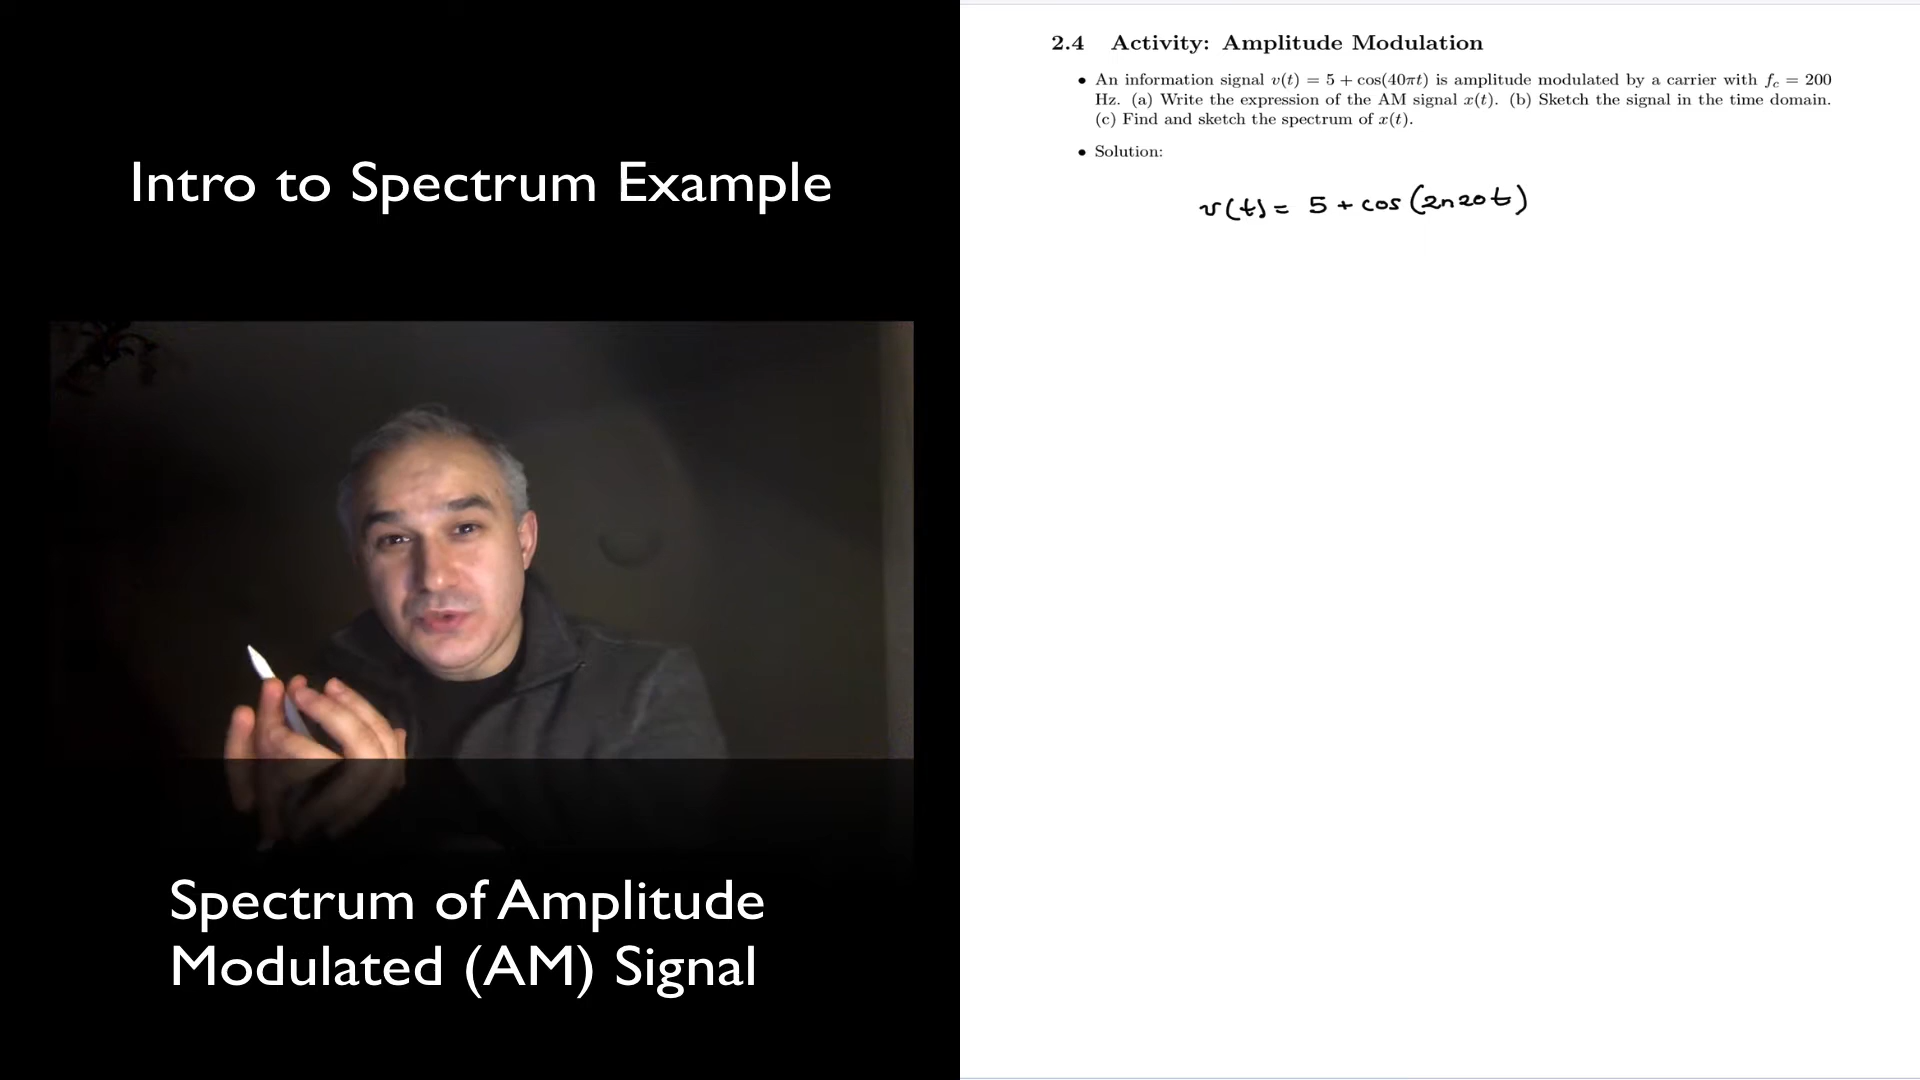 Intro to Spectrum Example
Spectrum of Amplitude
Modulated (AM) Signal
2.4 Activity: Amplitude Modulation
• An information signal v(t) = 5 + cos(40πt) is amplitude modulated by a carrier with f_c = 200
Hz. (a) Write the expression of the AM signal x(t). (b) Sketch the signal in the time domain.
(c) Find and sketch the spectrum of x(t).
• Solution:
v(t) = 5 + cos(2π20t)